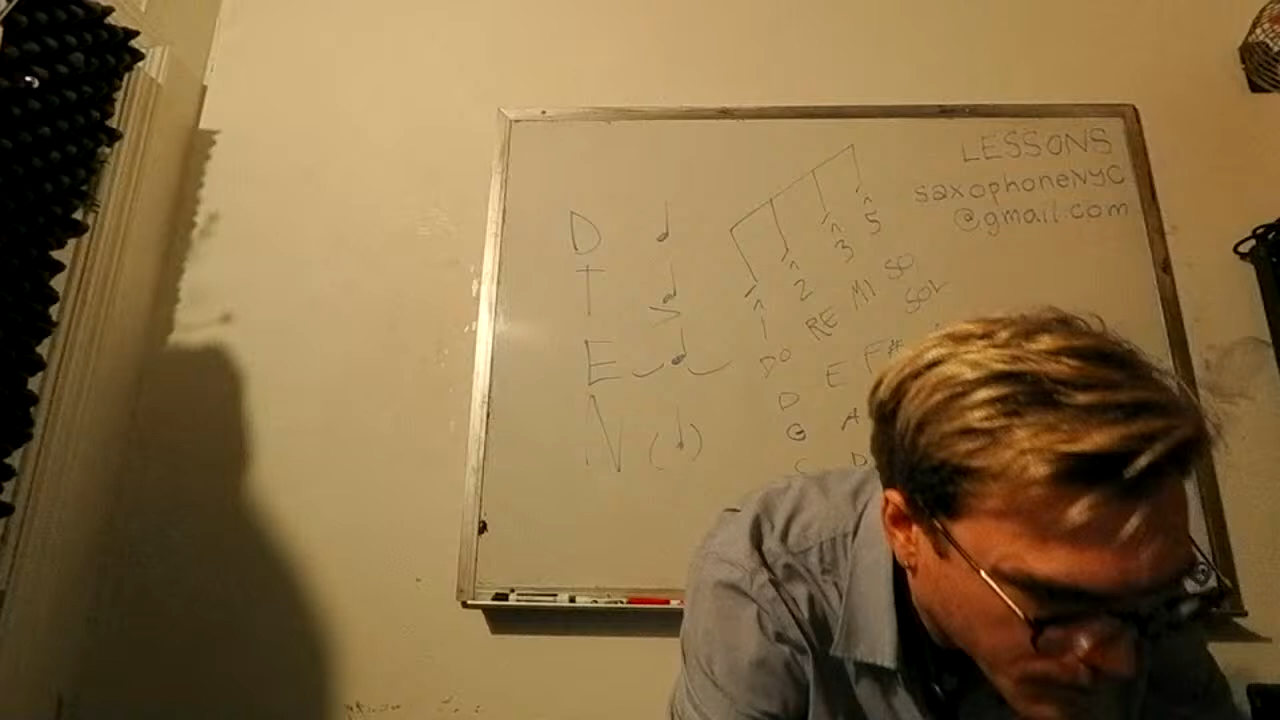 LESSONS
saxophoneNYC
@gmail.com
D
T
E
N
1 2 3 5
DO RE MI SO
SOL
D E F#
G A
C D